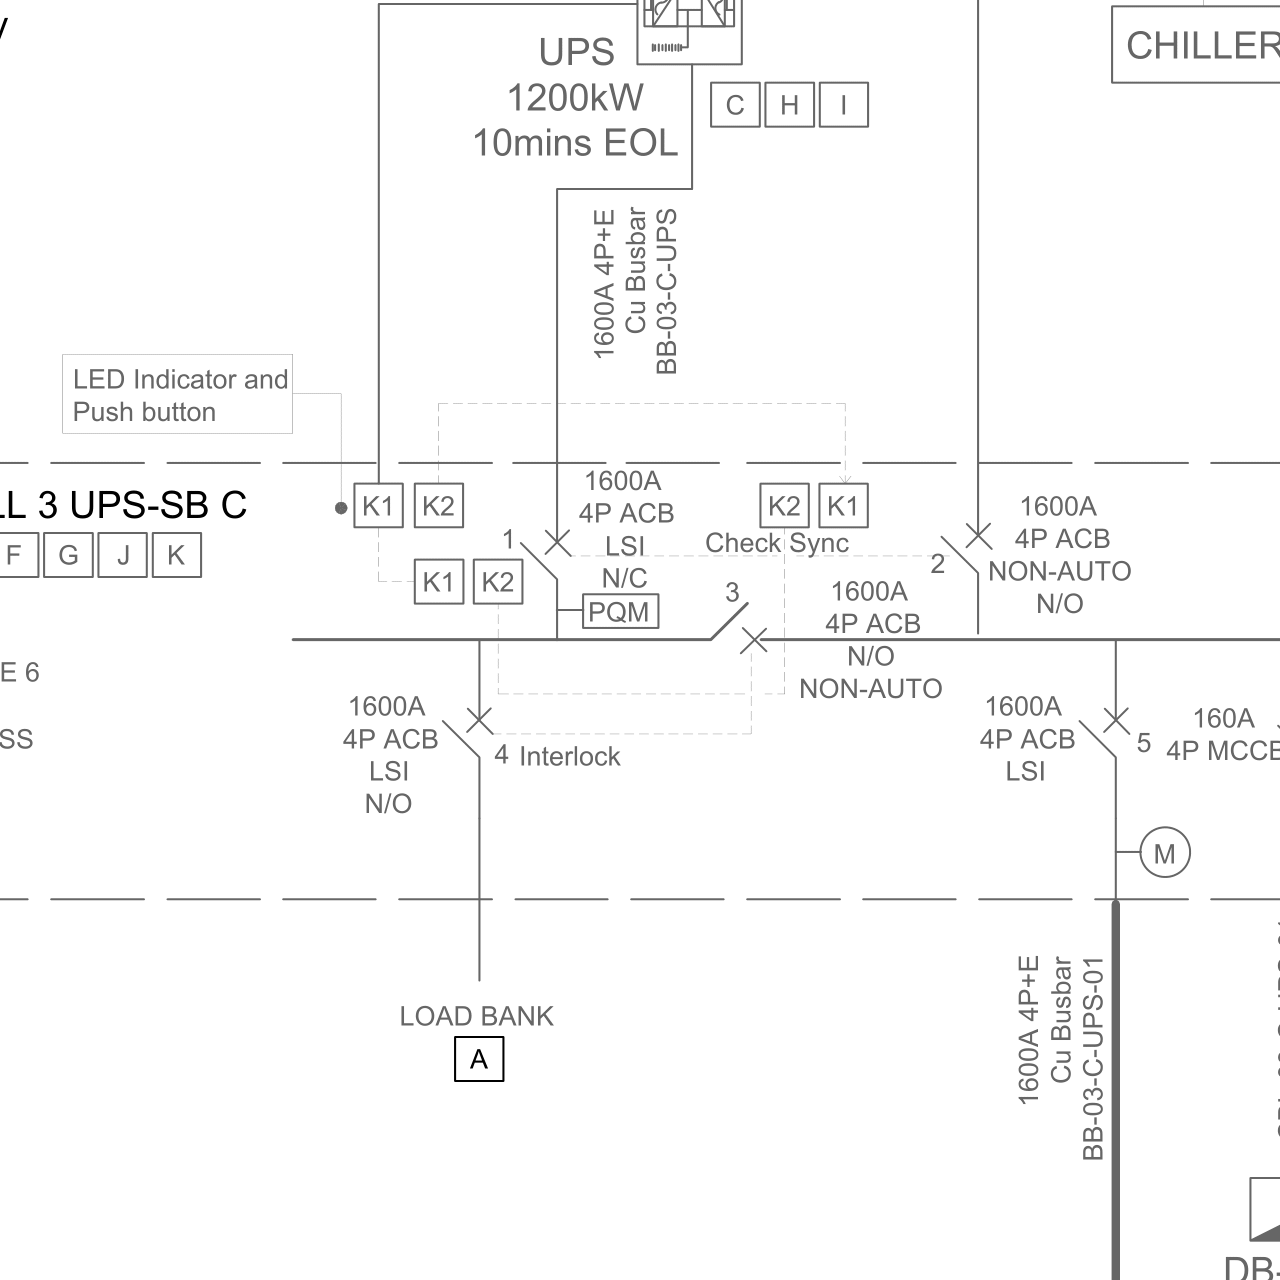 UPS
1200kW
10mins EOL
C H I
CHILLER
1600A 4P+E
Cu Busbar
BB-03-C-UPS
LED Indicator and
Push button
3 UPS-SB C
F G J K
K1 K2
K1 K2
1
1600A
4P ACB
LSI
N/C
PQM
K2 K1
Check Sync
2
1600A
4P ACB
NON-AUTO
N/O
3
1600A
4P ACB
N/O
NON-AUTO
E 6
SS
1600A
4P ACB
LSI
N/O
4 Interlock
1600A
4P ACB
LSI
5
160A
4P MCCB
M
LOAD BANK
A
1600A 4P+E
Cu Busbar
BB-03-C-UPS-01
DB-